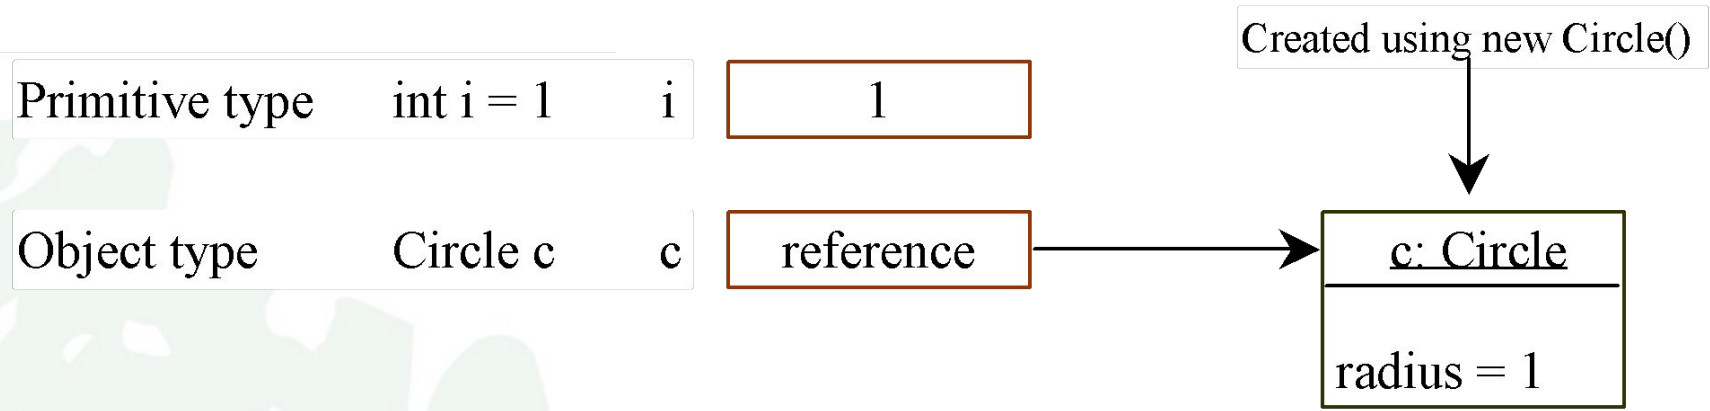 Created using new Circle()
Primitive type int i = 1 i 1
Object type Circle c c reference
c: Circle
radius = 1